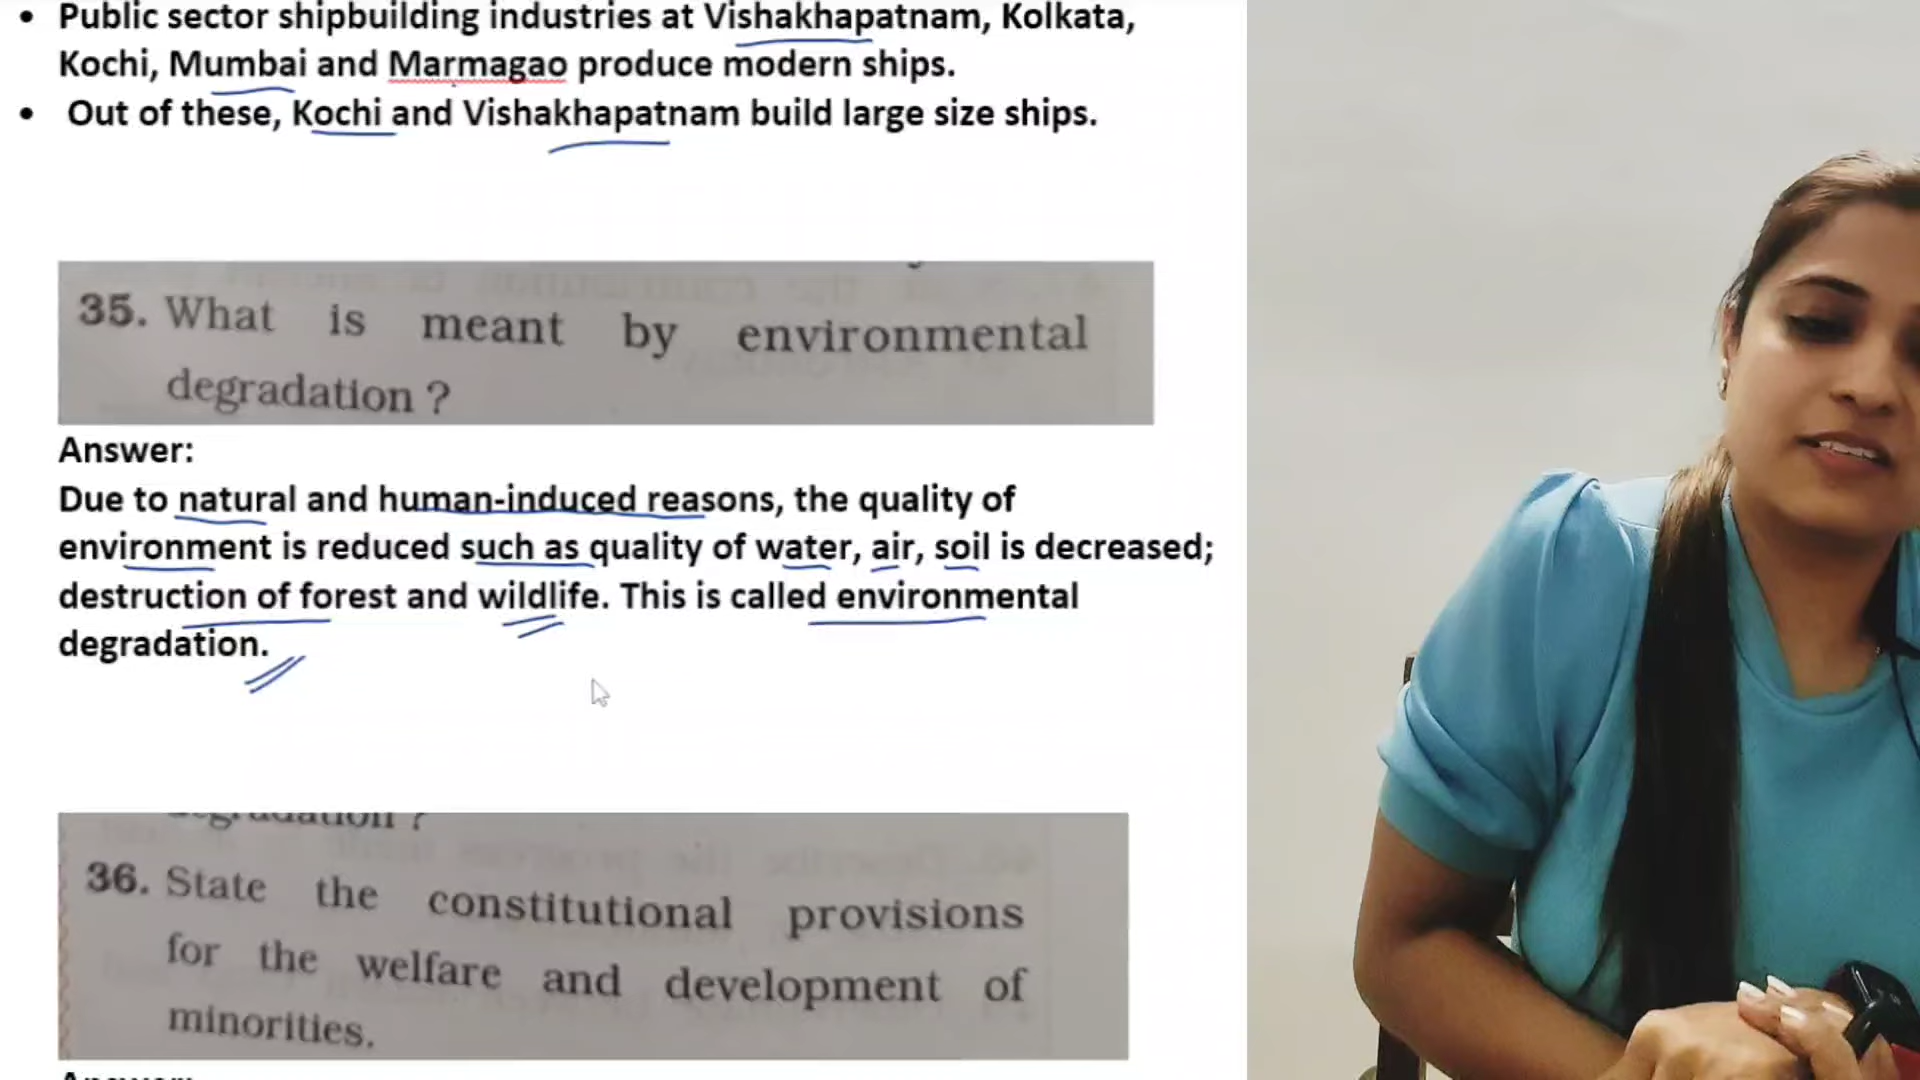 • Public sector shipbuilding industries at Vishakhapatnam, Kolkata,
Kochi, Mumbai and Marmagao produce modern ships.
• Out of these, Kochi and Vishakhapatnam build large size ships.
35. What is meant by environmental
degradation ?
Answer:
Due to natural and human-induced reasons, the quality of
environment is reduced such as quality of water, air, soil is decreased;
destruction of forest and wildlife. This is called environmental
degradation.
degradation ?
36. State the constitutional provisions
for the welfare and development of
minorities.
Answer: